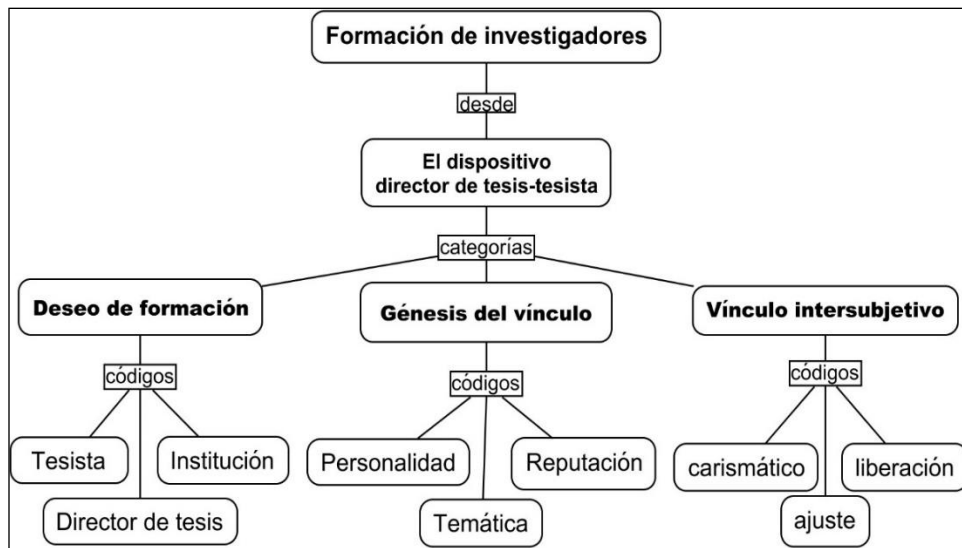 Formación de investigadores
desde
El dispositivo
director de tesis-tesista
categorías
Deseo de formación
Génesis del vínculo
Vínculo intersubjetivo
códigos
códigos
códigos
Tesista
Institución
Director de tesis
Personalidad
Reputación
Temática
carismático
liberación
ajuste